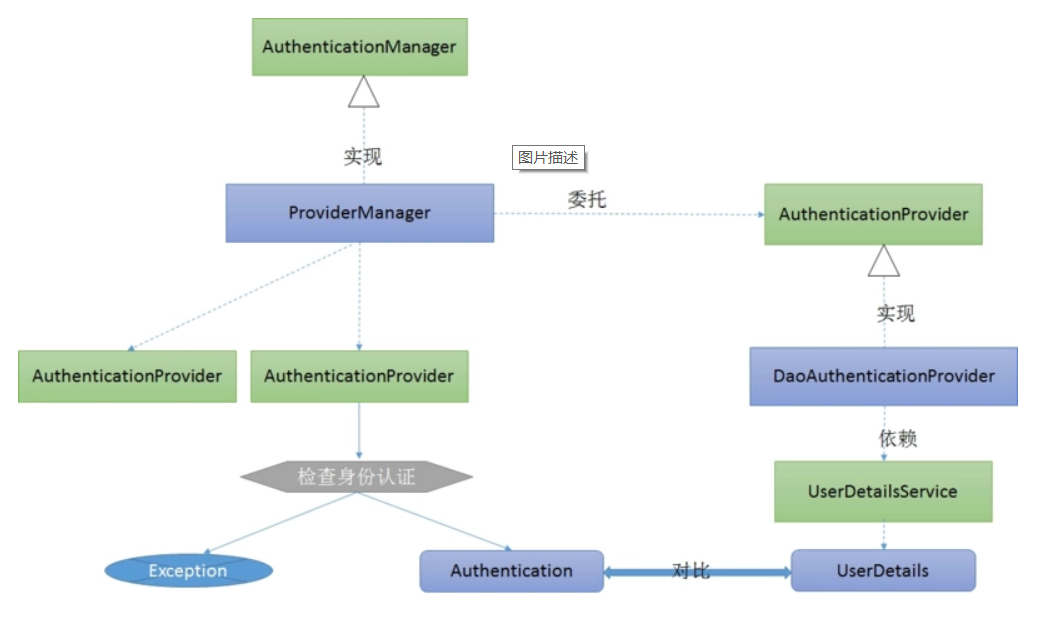 AuthenticationManager
实现
图片描述
ProviderManager
委托
AuthenticationProvider
实现
AuthenticationProvider
AuthenticationProvider
DaoAuthenticationProvider
依赖
检查身份认证
UserDetailsService
Exception
Authentication
对比
UserDetails